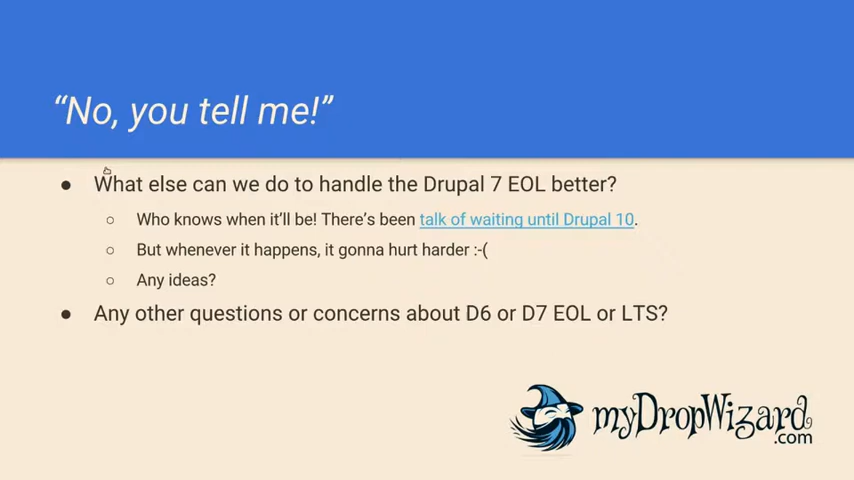 “No, you tell me!”
What else can we do to handle the Drupal 7 EOL better?
Who knows when it'll be! There's been talk of waiting until Drupal 10.
But whenever it happens, it gonna hurt harder :-(
Any ideas?
Any other questions or concerns about D6 or D7 EOL or LTS?
myDropWizard
.com